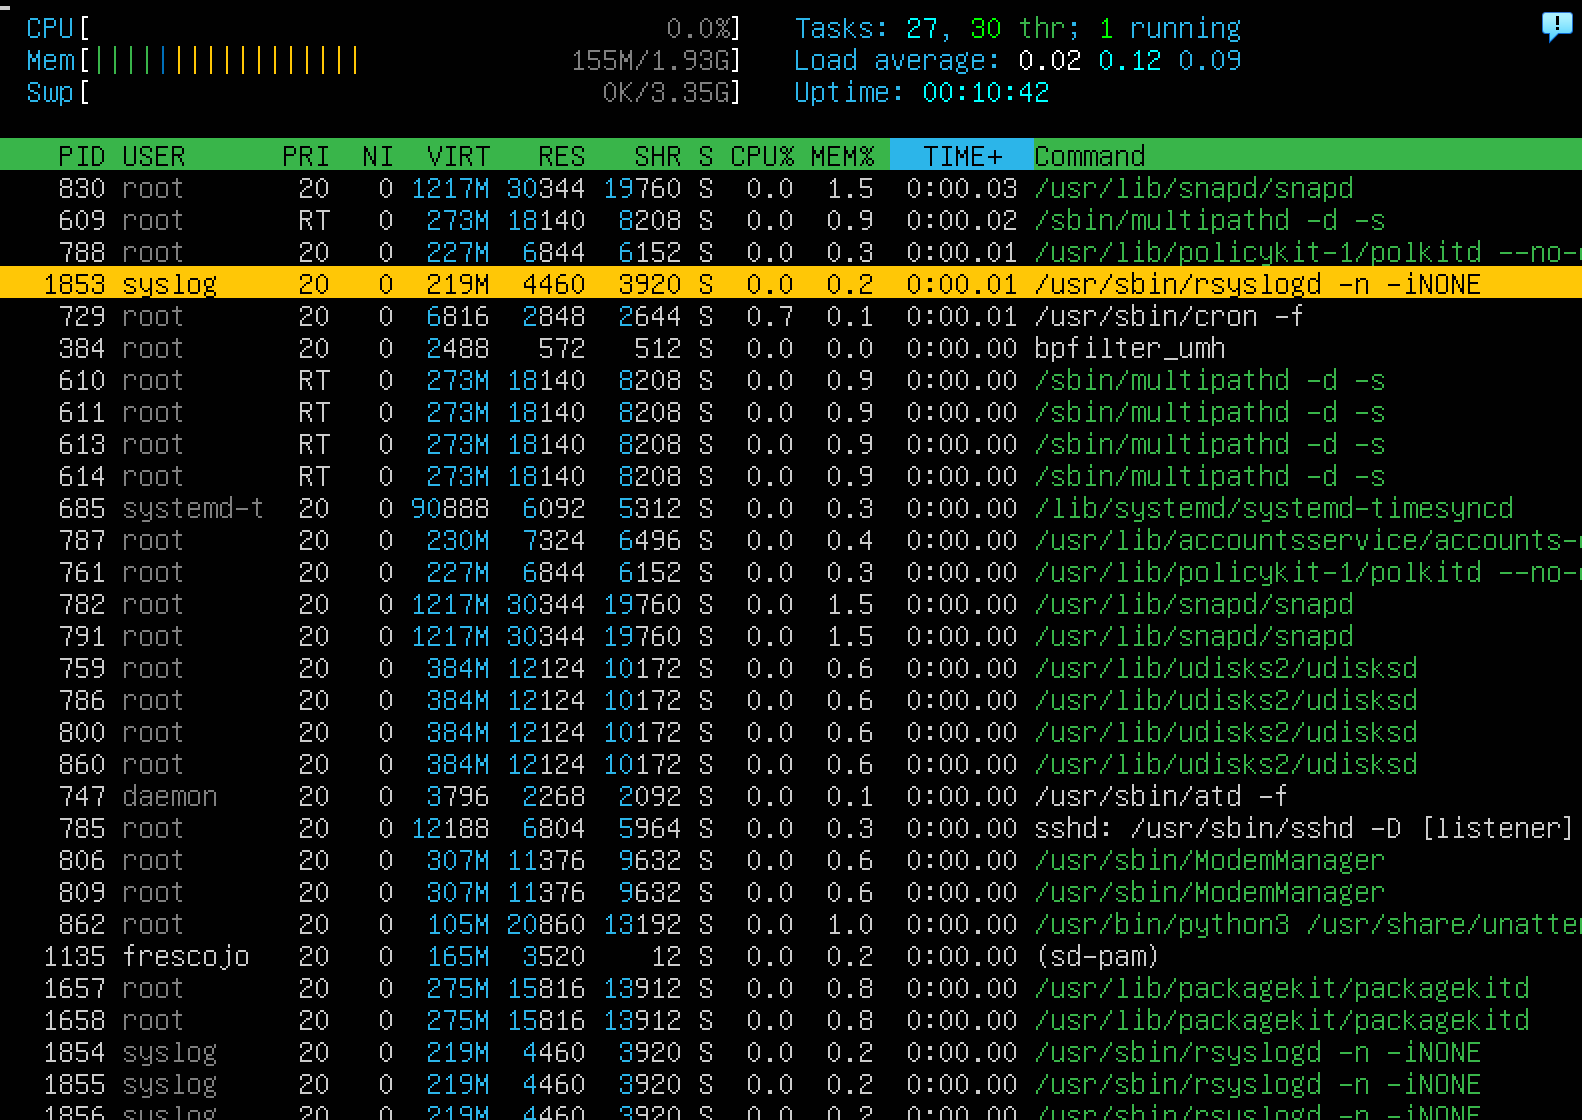 CPU[ 0.0%] Tasks: 27, 30 thr; 1 running
Mem[||||||||||||||||| 155M/1.93G] Load average: 0.02 0.12 0.09
Swp[ 0K/3.35G] Uptime: 00:10:42
PID USER PRI NI VIRT RES SHR S CPU% MEM% TIME+ Command
830 root 20 0 1217M 30344 19760 S 0.0 1.5 0:00.03 /usr/lib/snapd/snapd
609 root RT 0 273M 18140 8208 S 0.0 0.9 0:00.02 /sbin/multipathd -d -s
788 root 20 0 227M 6844 6152 S 0.0 0.3 0:00.01 /usr/lib/policykit-1/polkitd --no-
1853 syslog 20 0 219M 4460 3920 S 0.0 0.2 0:00.01 /usr/sbin/rsyslogd -n -iNONE
729 root 20 0 6816 2848 2644 S 0.7 0.1 0:00.01 /usr/sbin/cron -f
384 root 20 0 2488 572 512 S 0.0 0.0 0:00.00 bpfilter_umh
610 root RT 0 273M 18140 8208 S 0.0 0.9 0:00.00 /sbin/multipathd -d -s
611 root RT 0 273M 18140 8208 S 0.0 0.9 0:00.00 /sbin/multipathd -d -s
613 root RT 0 273M 18140 8208 S 0.0 0.9 0:00.00 /sbin/multipathd -d -s
614 root RT 0 273M 18140 8208 S 0.0 0.9 0:00.00 /sbin/multipathd -d -s
685 systemd-t 20 0 90888 6092 5312 S 0.0 0.3 0:00.00 /lib/systemd/systemd-timesyncd
787 root 20 0 230M 7324 6496 S 0.0 0.4 0:00.00 /usr/lib/accountsservice/accounts-
761 root 20 0 227M 6844 6152 S 0.0 0.3 0:00.00 /usr/lib/policykit-1/polkitd --no-
782 root 20 0 1217M 30344 19760 S 0.0 1.5 0:00.00 /usr/lib/snapd/snapd
791 root 20 0 1217M 30344 19760 S 0.0 1.5 0:00.00 /usr/lib/snapd/snapd
759 root 20 0 384M 12124 10172 S 0.0 0.6 0:00.00 /usr/lib/udisks2/udisksd
786 root 20 0 384M 12124 10172 S 0.0 0.6 0:00.00 /usr/lib/udisks2/udisksd
800 root 20 0 384M 12124 10172 S 0.0 0.6 0:00.00 /usr/lib/udisks2/udisksd
860 root 20 0 384M 12124 10172 S 0.0 0.6 0:00.00 /usr/lib/udisks2/udisksd
747 daemon 20 0 3796 2268 2092 S 0.0 0.1 0:00.00 /usr/sbin/atd -f
785 root 20 0 12188 6804 5964 S 0.0 0.3 0:00.00 sshd: /usr/sbin/sshd -D [listener]
806 root 20 0 307M 11376 9632 S 0.0 0.6 0:00.00 /usr/sbin/ModemManager
809 root 20 0 307M 11376 9632 S 0.0 0.6 0:00.00 /usr/sbin/ModemManager
862 root 20 0 105M 20860 13192 S 0.0 1.0 0:00.00 /usr/bin/python3 /usr/share/unatte
1135 frescojo 20 0 165M 3520 12 S 0.0 0.2 0:00.00 (sd-pam)
1657 root 20 0 275M 15816 13912 S 0.0 0.8 0:00.00 /usr/lib/packagekit/packagekitd
1658 root 20 0 275M 15816 13912 S 0.0 0.8 0:00.00 /usr/lib/packagekit/packagekitd
1854 syslog 20 0 219M 4460 3920 S 0.0 0.2 0:00.00 /usr/sbin/rsyslogd -n -iNONE
1855 syslog 20 0 219M 4460 3920 S 0.0 0.2 0:00.00 /usr/sbin/rsyslogd -n -iNONE
1856 syslog 20 0 219M 4460 3920 S 0.0 0.2 0:00.00 /usr/sbin/rsyslogd -n -iNONE